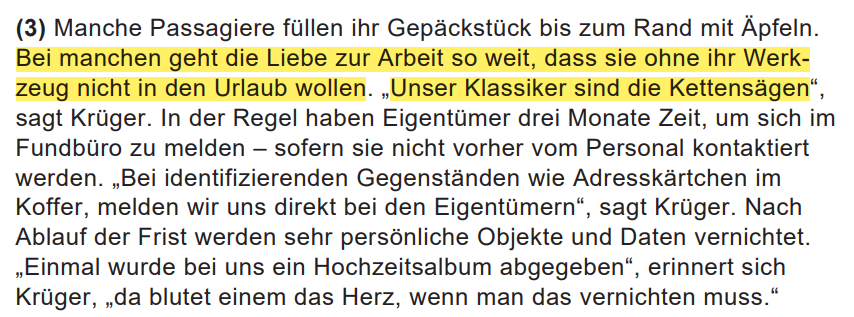 (3) Manche Passagiere füllen ihr Gepäckstück bis zum Rand mit Äpfeln.
Bei manchen geht die Liebe zur Arbeit so weit, dass sie ohne ihr Werk-
zeug nicht in den Urlaub wollen. „Unser Klassiker sind die Kettensägen“,
sagt Krüger. In der Regel haben Eigentümer drei Monate Zeit, um sich im
Fundbüro zu melden – sofern sie nicht vorher vom Personal kontaktiert
werden. „Bei identifizierenden Gegenständen wie Adresskärtchen im
Koffer, melden wir uns direkt bei den Eigentümern“, sagt Krüger. Nach
Ablauf der Frist werden sehr persönliche Objekte und Daten vernichtet.
„Einmal wurde bei uns ein Hochzeitsalbum abgegeben“, erinnert sich
Krüger, „da blutet einem das Herz, wenn man das vernichten muss.“